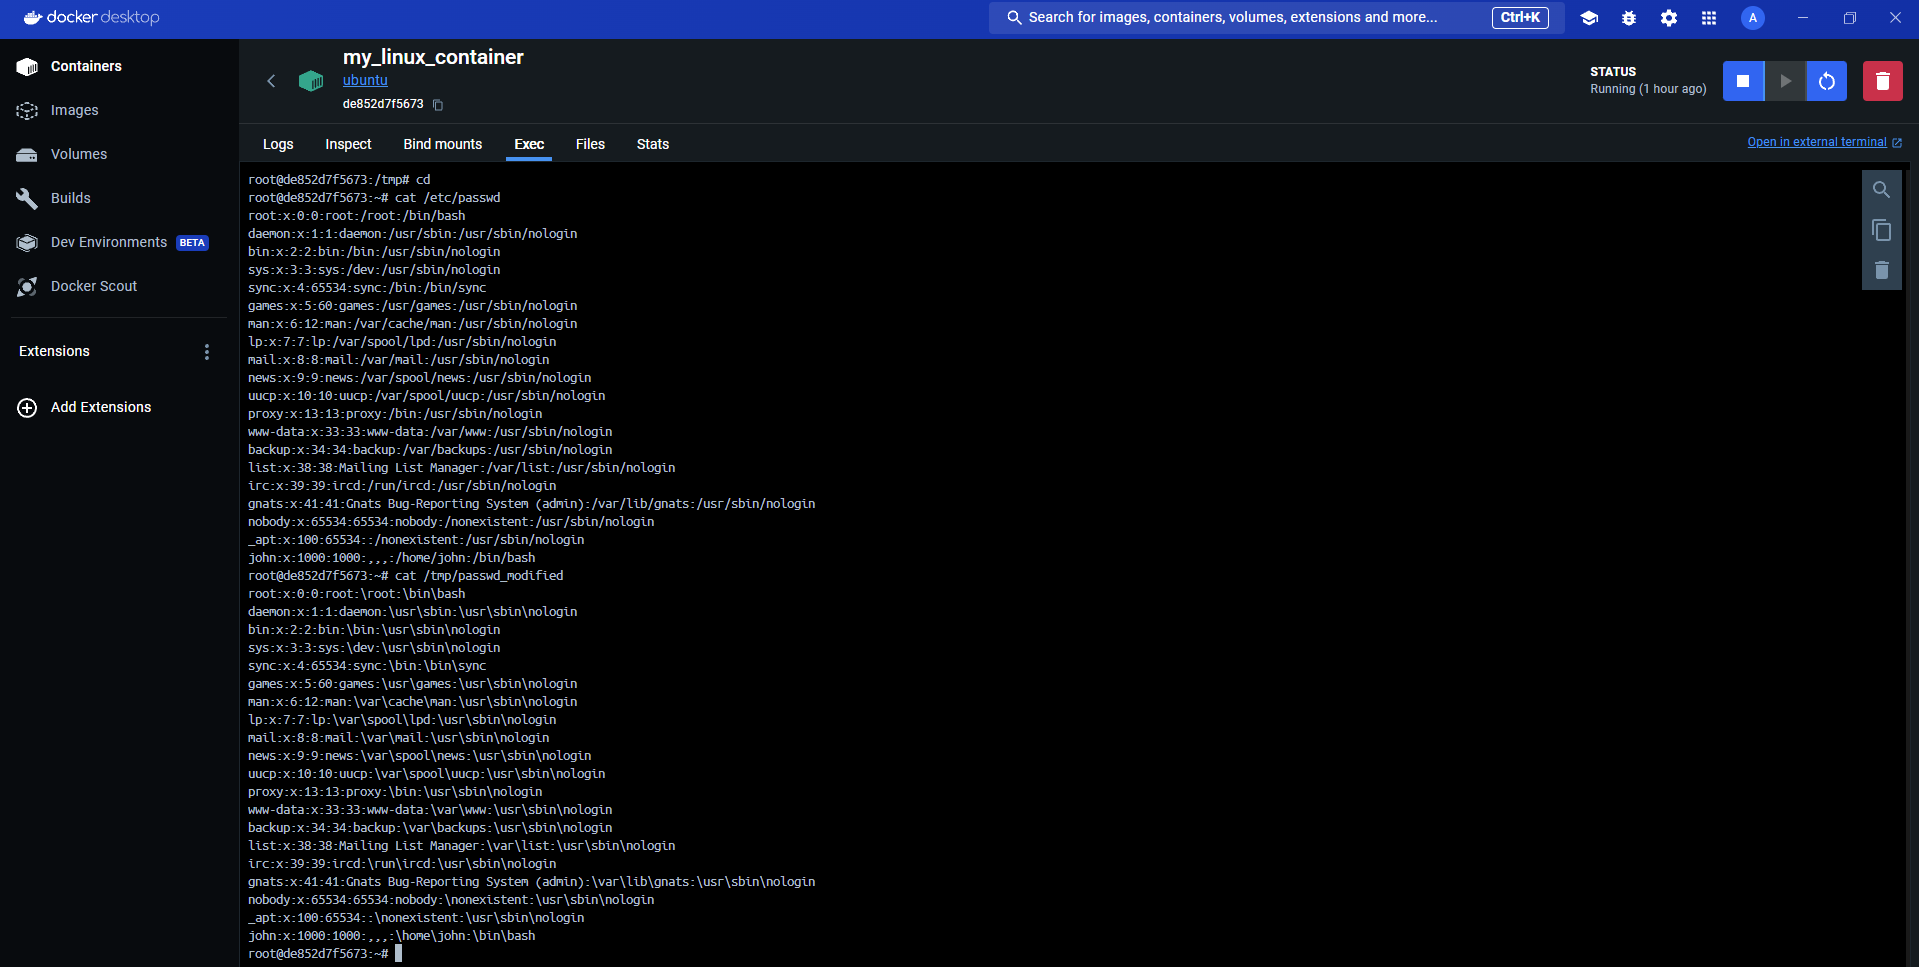 docker desktop
Search for images, containers, volumes, extensions and more...
Ctrl+K
A
Containers
Images
Volumes
Builds
Dev Environments BETA
Docker Scout
Extensions
Add Extensions
my_linux_container
ubuntu
de852d7f5673
STATUS
Running (1 hour ago)
Logs Inspect Bind mounts Exec Files Stats
Open in external terminal
root@de852d7f5673:/tmp# cd
root@de852d7f5673:~# cat /etc/passwd
root:x:0:0:root:/root:/bin/bash
daemon:x:1:1:daemon:/usr/sbin:/usr/sbin/nologin
bin:x:2:2:bin:/bin:/usr/sbin/nologin
sys:x:3:3:sys:/dev:/usr/sbin/nologin
sync:x:4:65534:sync:/bin:/bin/sync
games:x:5:60:games:/usr/games:/usr/sbin/nologin
man:x:6:12:man:/var/cache/man:/usr/sbin/nologin
lp:x:7:7:lp:/var/spool/lpd:/usr/sbin/nologin
mail:x:8:8:mail:/var/mail:/usr/sbin/nologin
news:x:9:9:news:/var/spool/news:/usr/sbin/nologin
uucp:x:10:10:uucp:/var/spool/uucp:/usr/sbin/nologin
proxy:x:13:13:proxy:/bin:/usr/sbin/nologin
www-data:x:33:33:www-data:/var/www:/usr/sbin/nologin
backup:x:34:34:backup:/var/backups:/usr/sbin/nologin
list:x:38:38:Mailing List Manager:/var/list:/usr/sbin/nologin
irc:x:39:39:ircd:/run/ircd:/usr/sbin/nologin
gnats:x:41:41:Gnats Bug-Reporting System (admin):/var/lib/gnats:/usr/sbin/nologin
nobody:x:65534:65534:nobody:/nonexistent:/usr/sbin/nologin
_apt:x:100:65534::/nonexistent:/usr/sbin/nologin
john:x:1000:1000:,,,:/home/john:/bin/bash
root@de852d7f5673:~# cat /tmp/passwd_modified
root:x:0:0:root:\root:\bin\bash
daemon:x:1:1:daemon:\usr\sbin:\usr\sbin\nologin
bin:x:2:2:bin:\bin:\usr\sbin\nologin
sys:x:3:3:sys:\dev:\usr\sbin\nologin
sync:x:4:65534:sync:\bin:\bin\sync
games:x:5:60:games:\usr\games:\usr\sbin\nologin
man:x:6:12:man:\var\cache\man:\usr\sbin\nologin
lp:x:7:7:lp:\var\spool\lpd:\usr\sbin\nologin
mail:x:8:8:mail:\var\mail:\usr\sbin\nologin
news:x:9:9:news:\var\spool\news:\usr\sbin\nologin
uucp:x:10:10:uucp:\var\spool\uucp:\usr\sbin\nologin
proxy:x:13:13:proxy:\bin:\usr\sbin\nologin
www-data:x:33:33:www-data:\var\www:\usr\sbin\nologin
backup:x:34:34:backup:\var\backups:\usr\sbin\nologin
list:x:38:38:Mailing List Manager:\var\list:\usr\sbin\nologin
irc:x:39:39:ircd:\run\ircd:\usr\sbin\nologin
gnats:x:41:41:Gnats Bug-Reporting System (admin):\var\lib\gnats:\usr\sbin\nologin
nobody:x:65534:65534:nobody:\nonexistent:\usr\sbin\nologin
_apt:x:100:65534::\nonexistent:\usr\sbin\nologin
john:x:1000:1000:,,,:\home\john:\bin\bash
root@de852d7f5673:~#